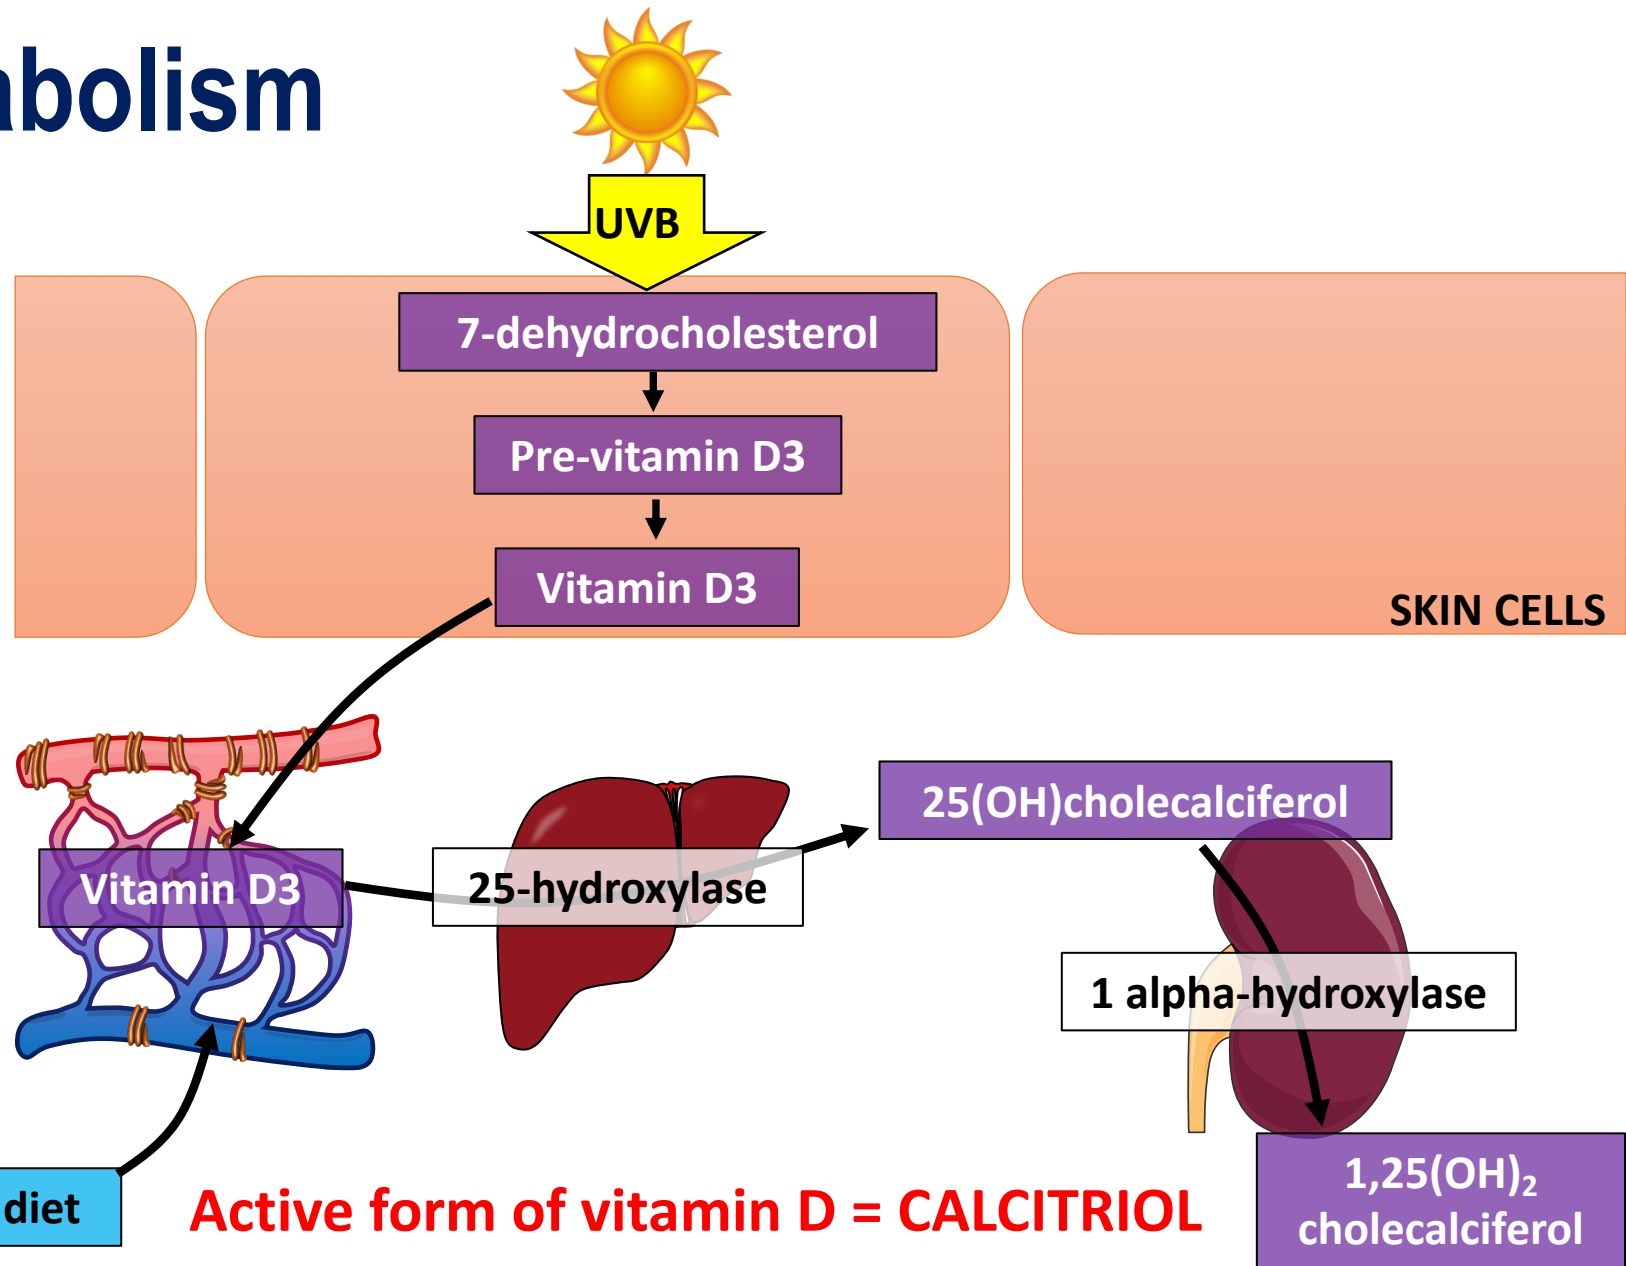 abolism
UVB
7-dehydrocholesterol
Pre-vitamin D3
Vitamin D3
SKIN CELLS
25(OH)cholecalciferol
Vitamin D3
25-hydroxylase
1 alpha-hydroxylase
diet
Active form of vitamin D = CALCITRIOL
1,25(OH)₂
cholecalciferol